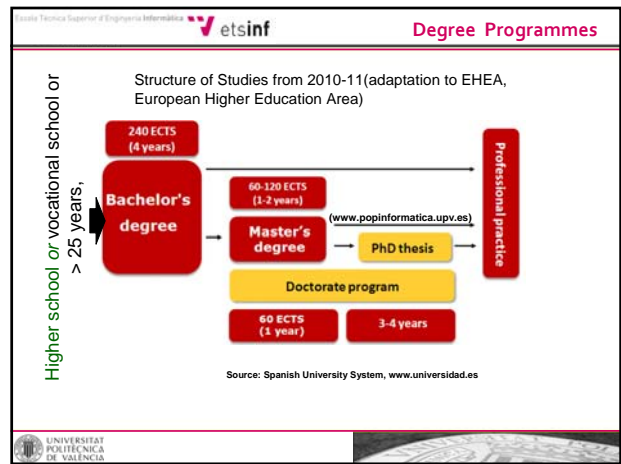 Escola Tècnica Superior d'Enginyeria Informàtica
etsinf
Degree Programmes
Structure of Studies from 2010-11(adaptation to EHEA,
European Higher Education Area)
Higher school or vocational school or
> 25 years,
240 ECTS
(4 years)
Bachelor's
degree
60-120 ECTS
(1-2 years)
(www.popinformatica.upv.es)
Master's
degree
PhD thesis
Professional practice
Doctorate program
60 ECTS
(1 year)
3-4 years
Source: Spanish University System, www.universidad.es
UNIVERSITAT
POLITÈCNICA
DE VALÈNCIA